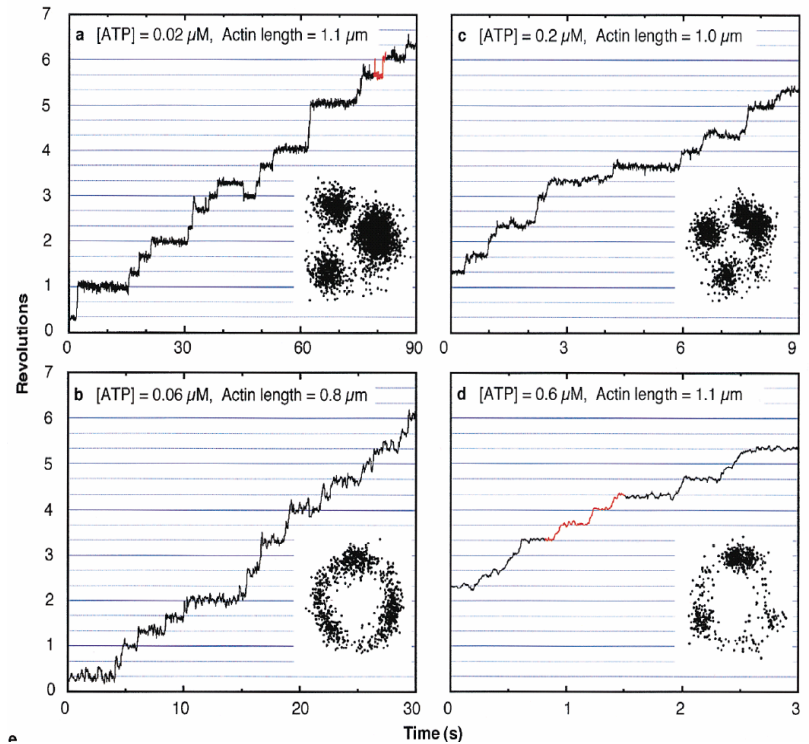 a [ATP] = 0.02 µM, Actin length = 1.1 µm
7
6
5
4
3
2
1
0
0 30 60 90
c [ATP] = 0.2 µM, Actin length = 1.0 µm
0 3 6 9
Revolutions
b [ATP] = 0.06 µM, Actin length = 0.8 µm
7
6
5
4
3
2
1
0
0 10 20 30
d [ATP] = 0.6 µM, Actin length = 1.1 µm
0 1 2 3
Time (s)
e